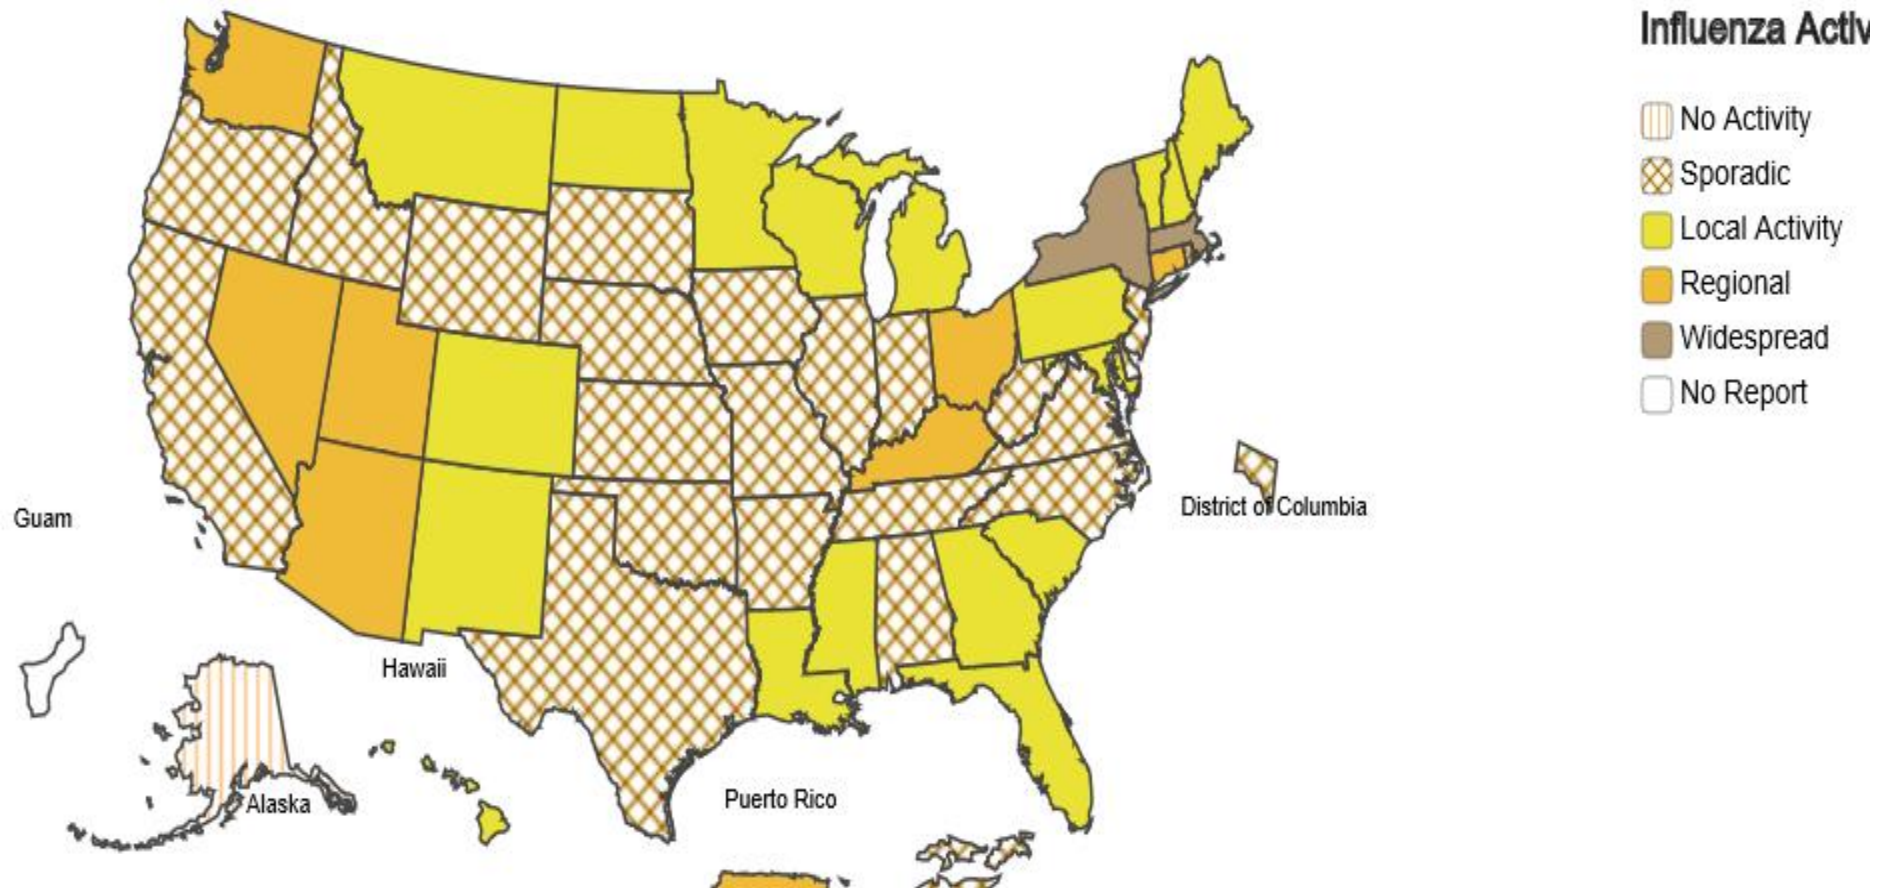 Influenza Activ
No Activity
Sporadic
Local Activity
Regional
Widespread
No Report
District of Columbia
Guam
Hawaii
Alaska
Puerto Rico